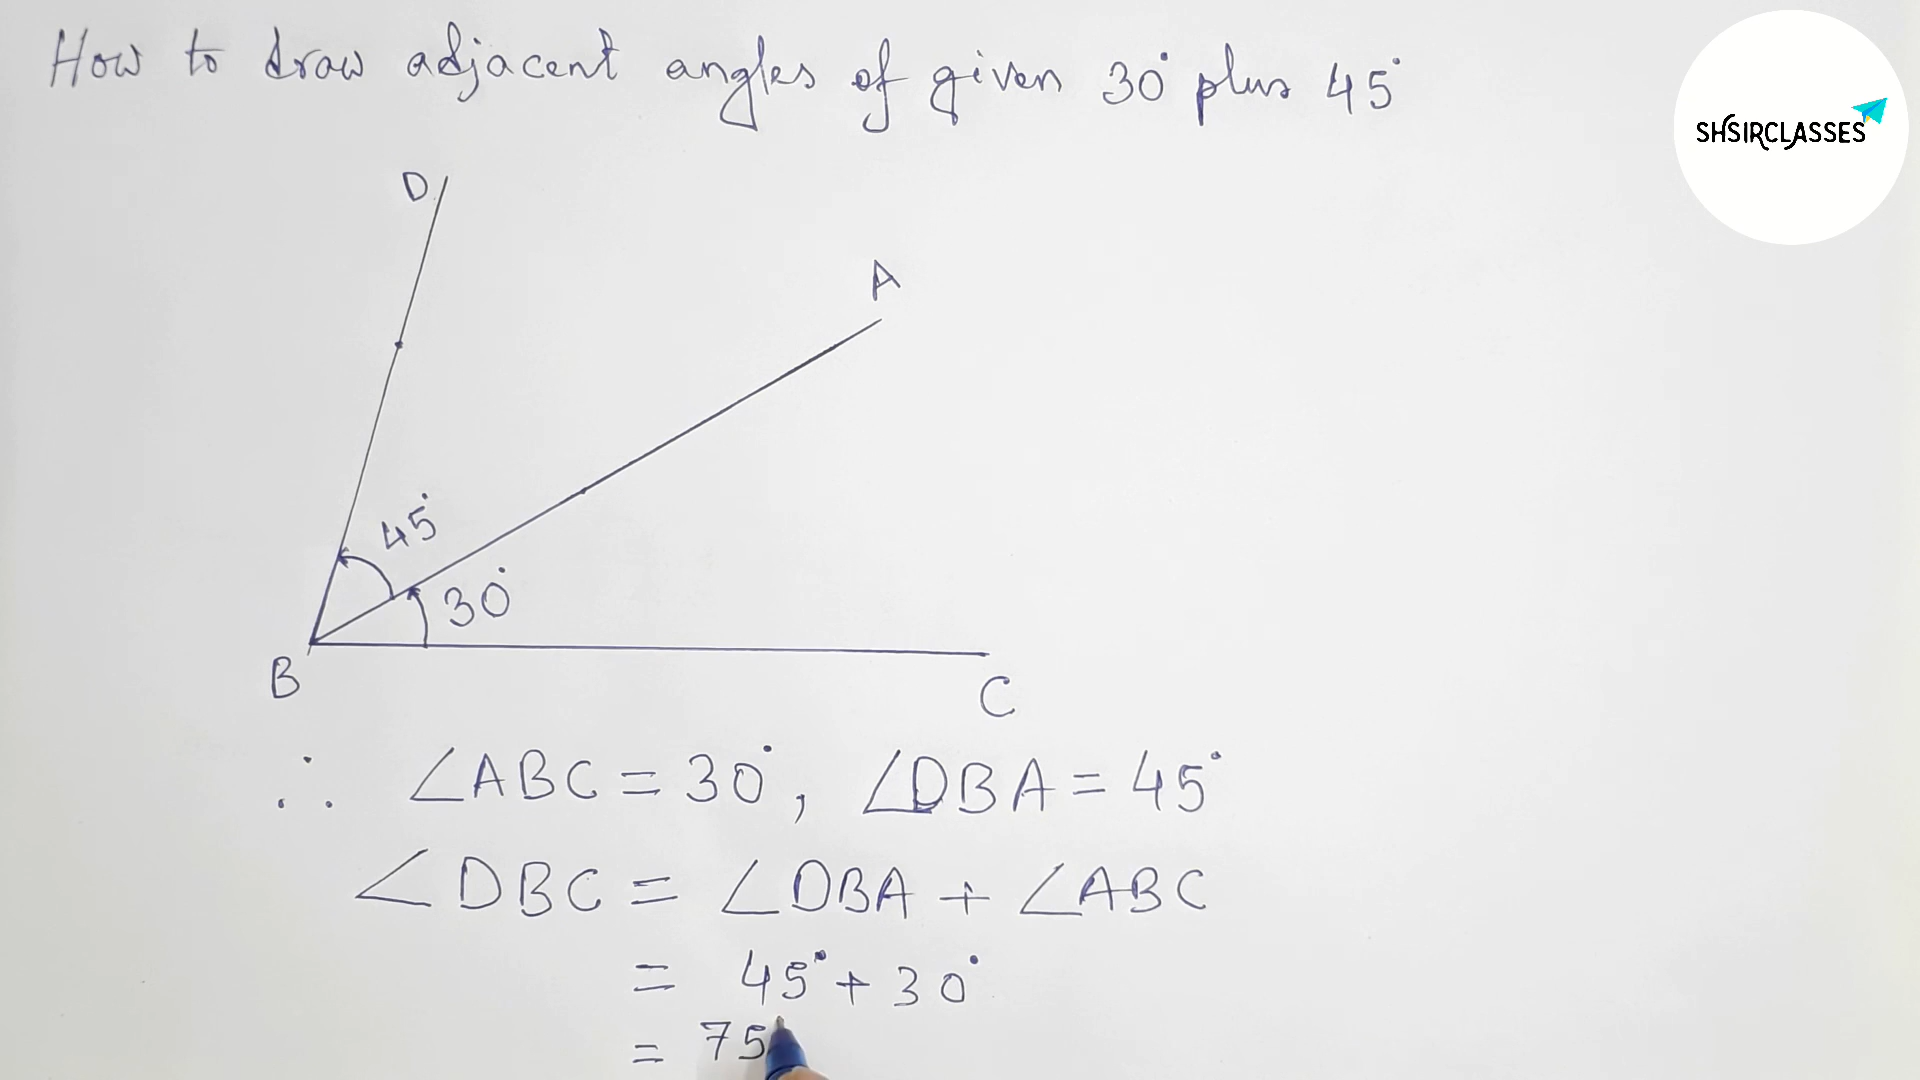 How to draw adjacent angles of given 30° plus 45°
SHSIRCLASSES
D
A
45°
30°
B
C
∴ ∠ABC = 30°, ∠DBA = 45°
∠DBC = ∠DBA + ∠ABC
= 45° + 30°
= 75